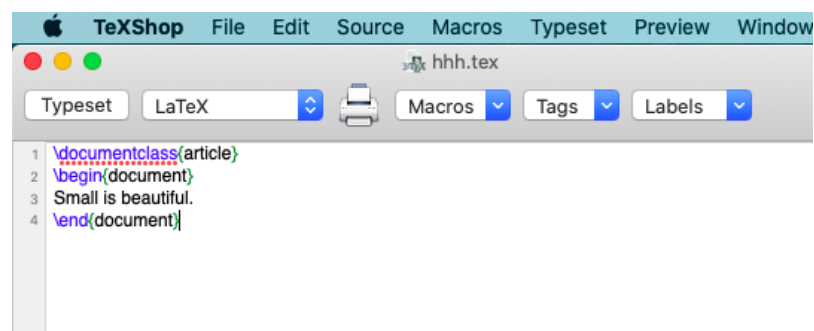 TeXShop File Edit Source Macros Typeset Preview Window
hhh.tex
Typeset LaTeX Macros Tags Labels
1 \documentclass{article}
2 \begin{document}
3 Small is beautiful.
4 \end{document}